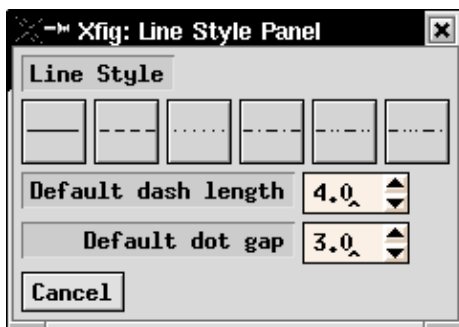 Xfig: Line Style Panel
Line Style
Default dash length 4.0
Default dot gap 3.0
Cancel